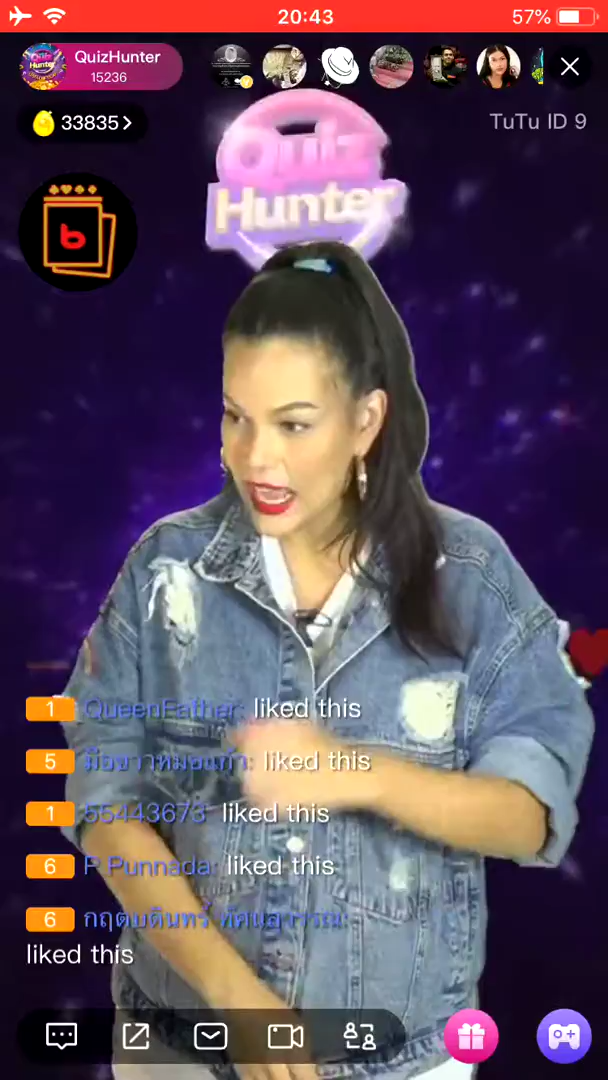 20:43
57%
QuizHunter
15236
33835
TuTu ID 9
Quiz
Hunter
b
1 QueenFather: liked this
5 มือขวาหมอแก้ว: liked this
1 55443673: liked this
6 P Punnada: liked this
6
liked this